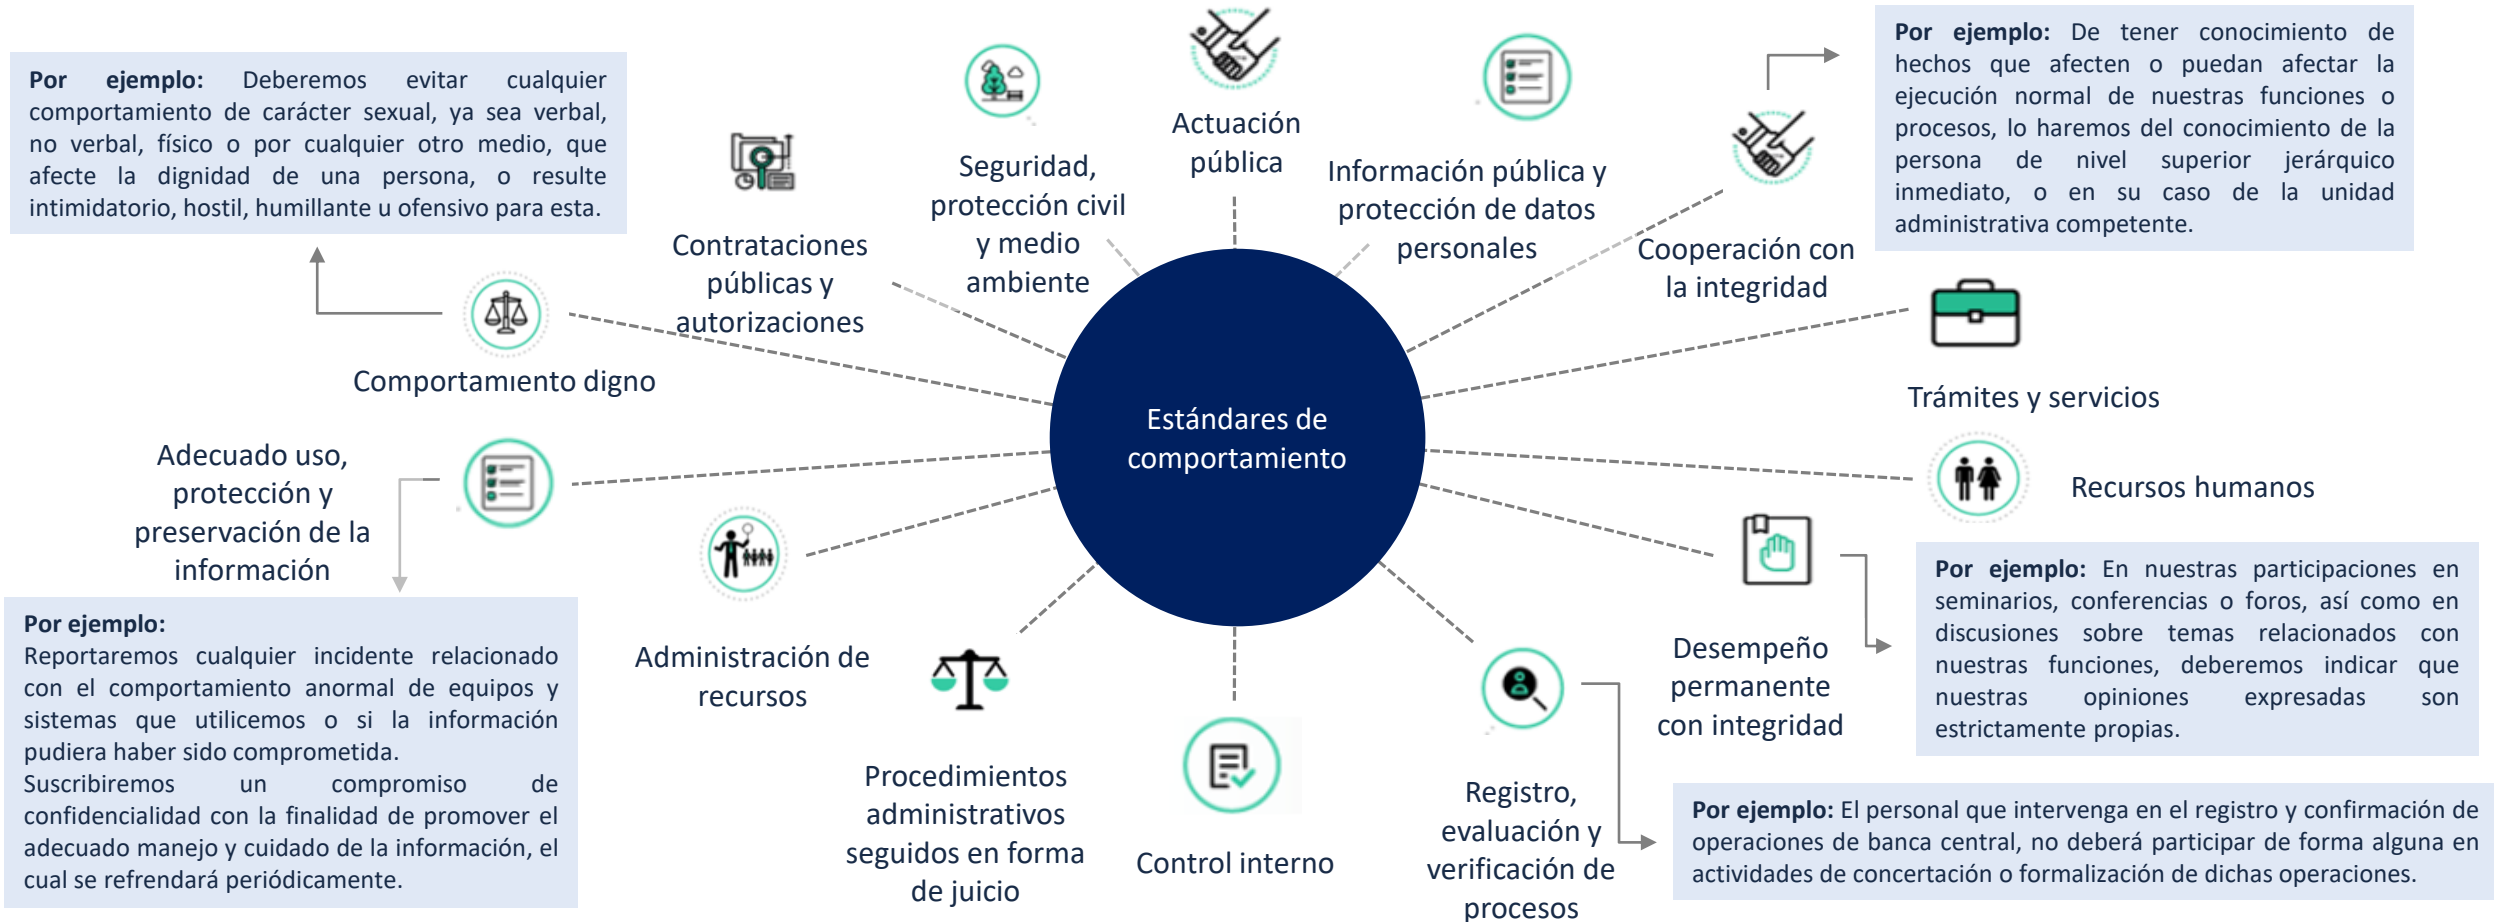 Por ejemplo: Deberemos evitar cualquier
comportamiento de carácter sexual, ya sea verbal,
no verbal, físico o por cualquier otro medio, que
afecte la dignidad de una persona, o resulte
intimidatorio, hostil, humillante u ofensivo para esta.
Comportamiento digno
Contrataciones
públicas y
autorizaciones
Seguridad,
protección civil
y medio
ambiente
Actuación
pública
Información pública y
protección de datos
personales
Cooperación con
la integridad
Por ejemplo: De tener conocimiento de
hechos que afecten o puedan afectar la
ejecución normal de nuestras funciones o
procesos, lo haremos del conocimiento de la
persona de nivel superior jerárquico
inmediato, o en su caso de la unidad
administrativa competente.
Trámites y servicios
Recursos humanos
Estándares de
comportamiento
Adecuado uso,
protección y
preservación de la
información
Por ejemplo:
Reportaremos cualquier incidente relacionado
con el comportamiento anormal de equipos y
sistemas que utilicemos o si la información
pudiera haber sido comprometida.
Suscribiremos un compromiso de
confidencialidad con la finalidad de promover el
adecuado manejo y cuidado de la información, el
cual se refrendará periódicamente.
Administración de
recursos
Procedimientos
administrativos
seguidos en forma
de juicio
Control interno
Registro,
evaluación y
verificación de
procesos
Desempeño
permanente
con integridad
Por ejemplo: En nuestras participaciones en
seminarios, conferencias o foros, así como en
discusiones sobre temas relacionados con
nuestras funciones, deberemos indicar que
nuestras opiniones expresadas son
estrictamente propias.
Por ejemplo: El personal que intervenga en el registro y confirmación de
operaciones de banca central, no deberá participar de forma alguna en
actividades de concertación o formalización de dichas operaciones.